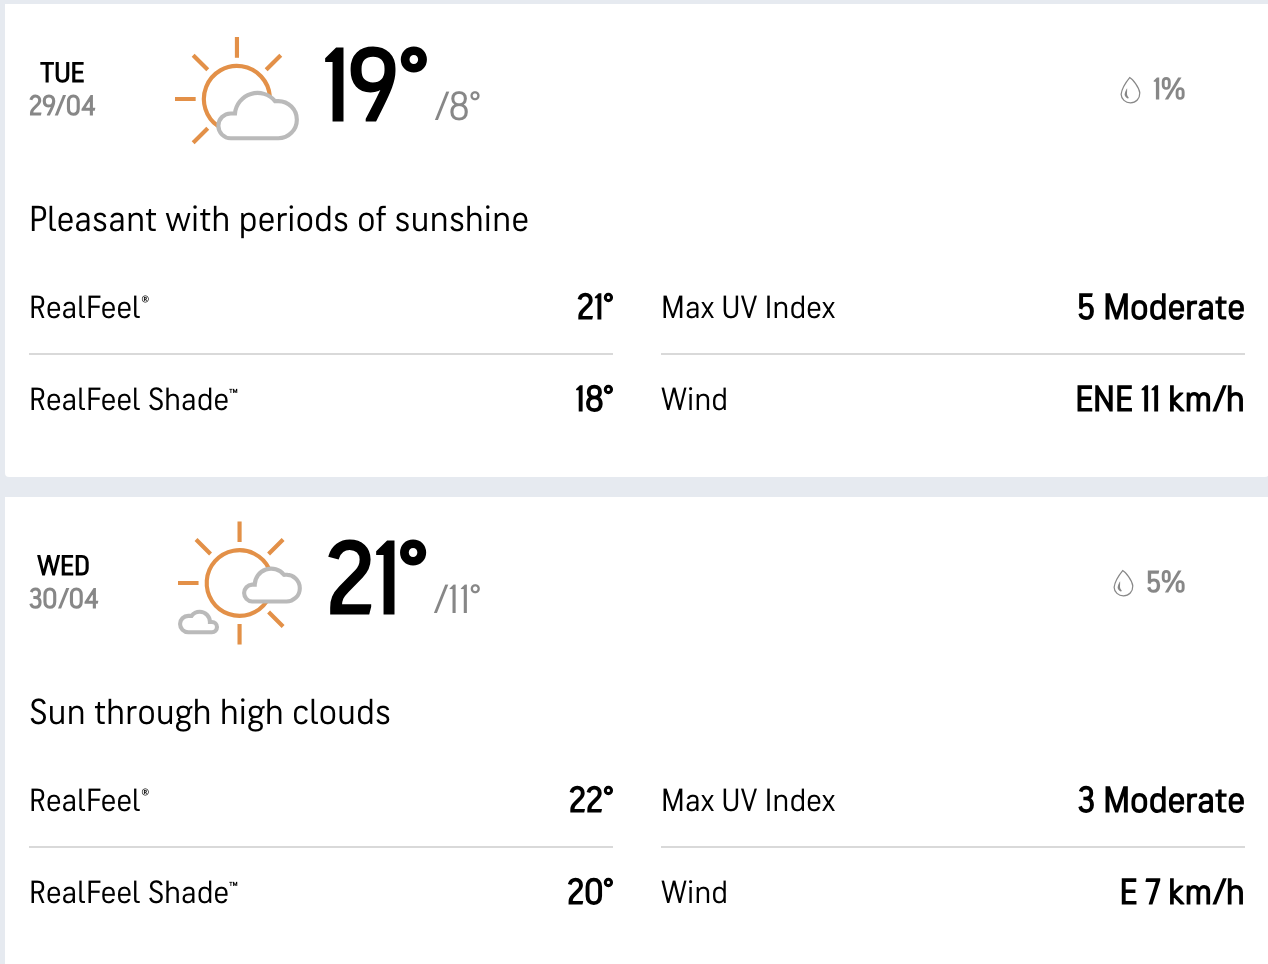 TUE
29/04
19°
/8°
1%
Pleasant with periods of sunshine
RealFeel® 21° Max UV Index 5 Moderate
RealFeel Shade™ 18° Wind ENE 11 km/h
WED
30/04
21°
/11°
5%
Sun through high clouds
RealFeel® 22° Max UV Index 3 Moderate
RealFeel Shade™ 20° Wind E 7 km/h